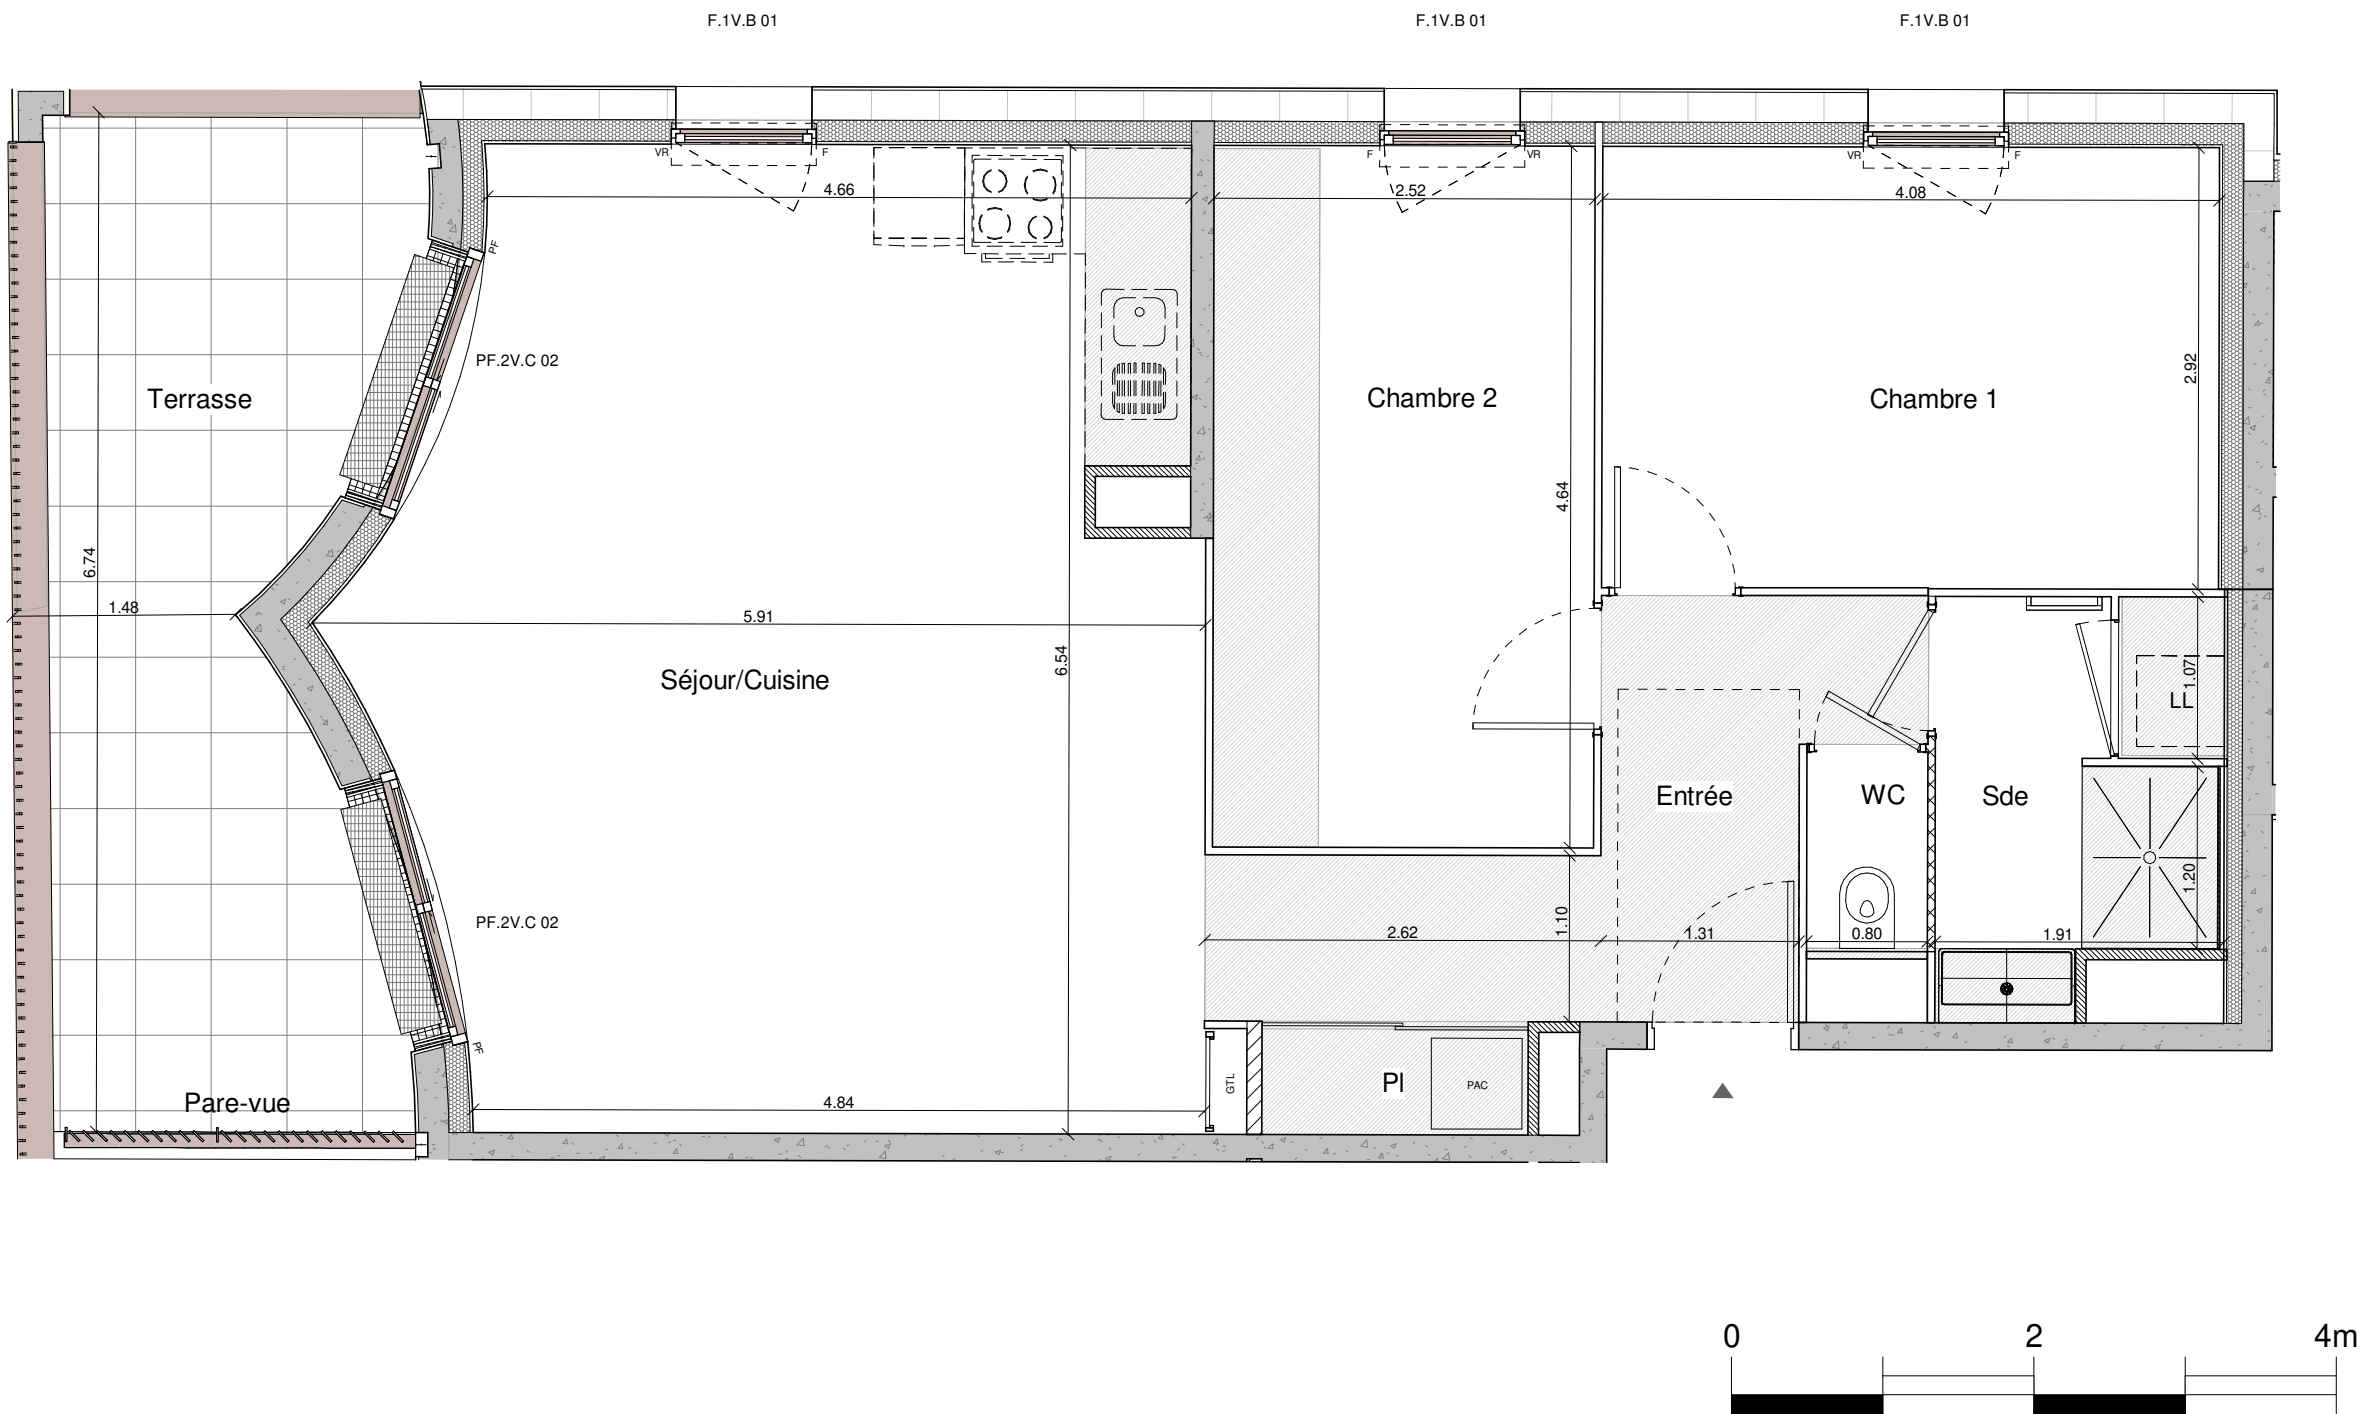 F.1V.B 01
F.1V.B 01
F.1V.B 01
VR
F
F
VR
VR
F
4.66
2.52
4.08
PF
PF.2V.C 02
2.92
Terrasse
Chambre 2
Chambre 1
4.64
6.74
1.48
5.91
6.54
Séjour/Cuisine
1.07
LL
Entrée
WC
Sde
1.20
PF.2V.C 02
1.10
2.62
1.31
0.80
1.91
PF
GTL
Pl
PAC
Pare-vue
4.84
0
2
4m